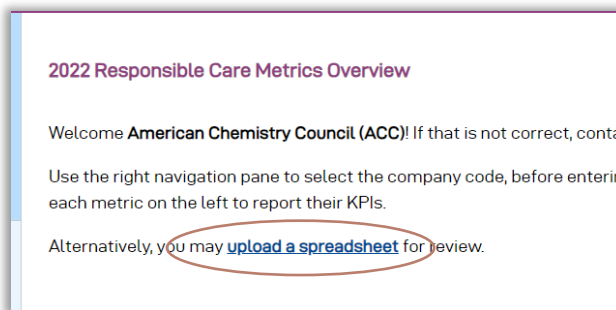 2022 Responsible Care Metrics Overview
Welcome American Chemistry Council (ACC)! If that is not correct,
Use the right navigation pane to select the company code, before
each metric on the left to report their KPIs.
Alternatively, you may upload a spreadsheet for review.